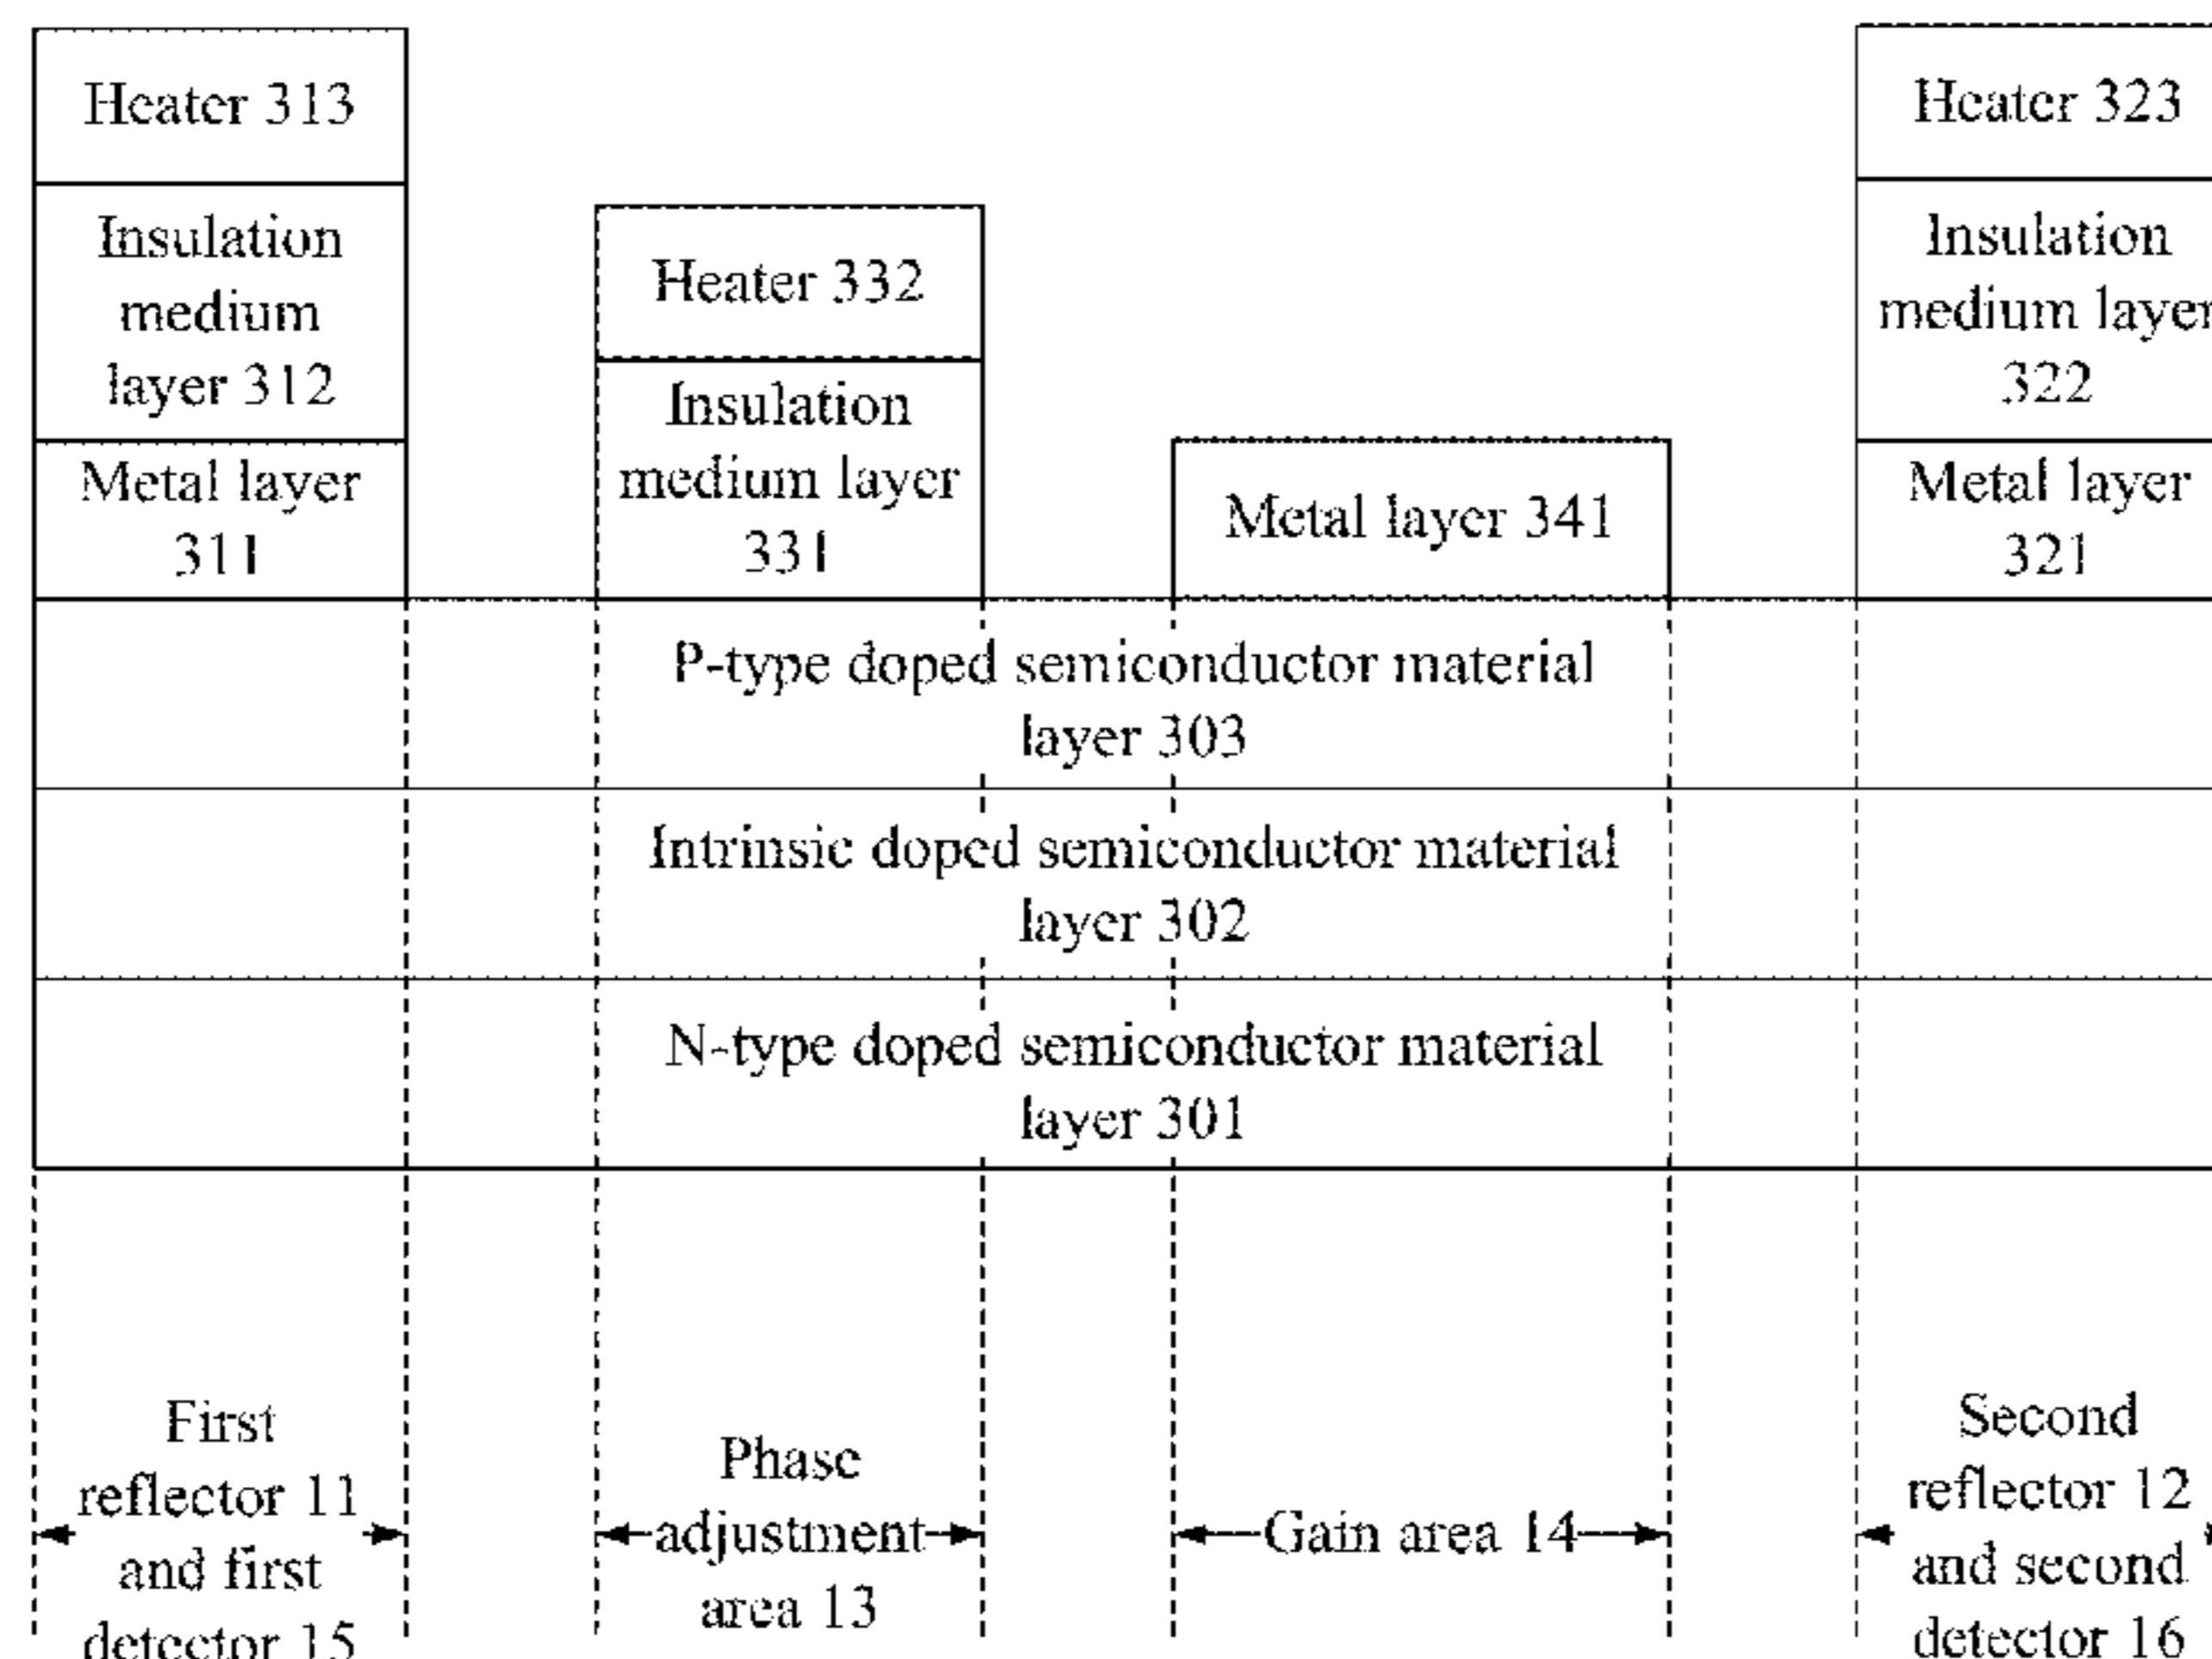 Heater 313
Insulation
medium
layer 312
Metal layer
311
Heater 332
Insulation
medium layer
331
Metal layer 341
Heater 323
Insulation
medium layer
322
Metal layer
321
P-type doped semiconductor material
layer 303
Intrinsic doped semiconductor material
layer 302
N-type doped semiconductor material
layer 301
First
reflector 11
and first
detector 15
Phase
adjustment
area 13
Gain area 14
Second
reflector 12
and second
detector 16